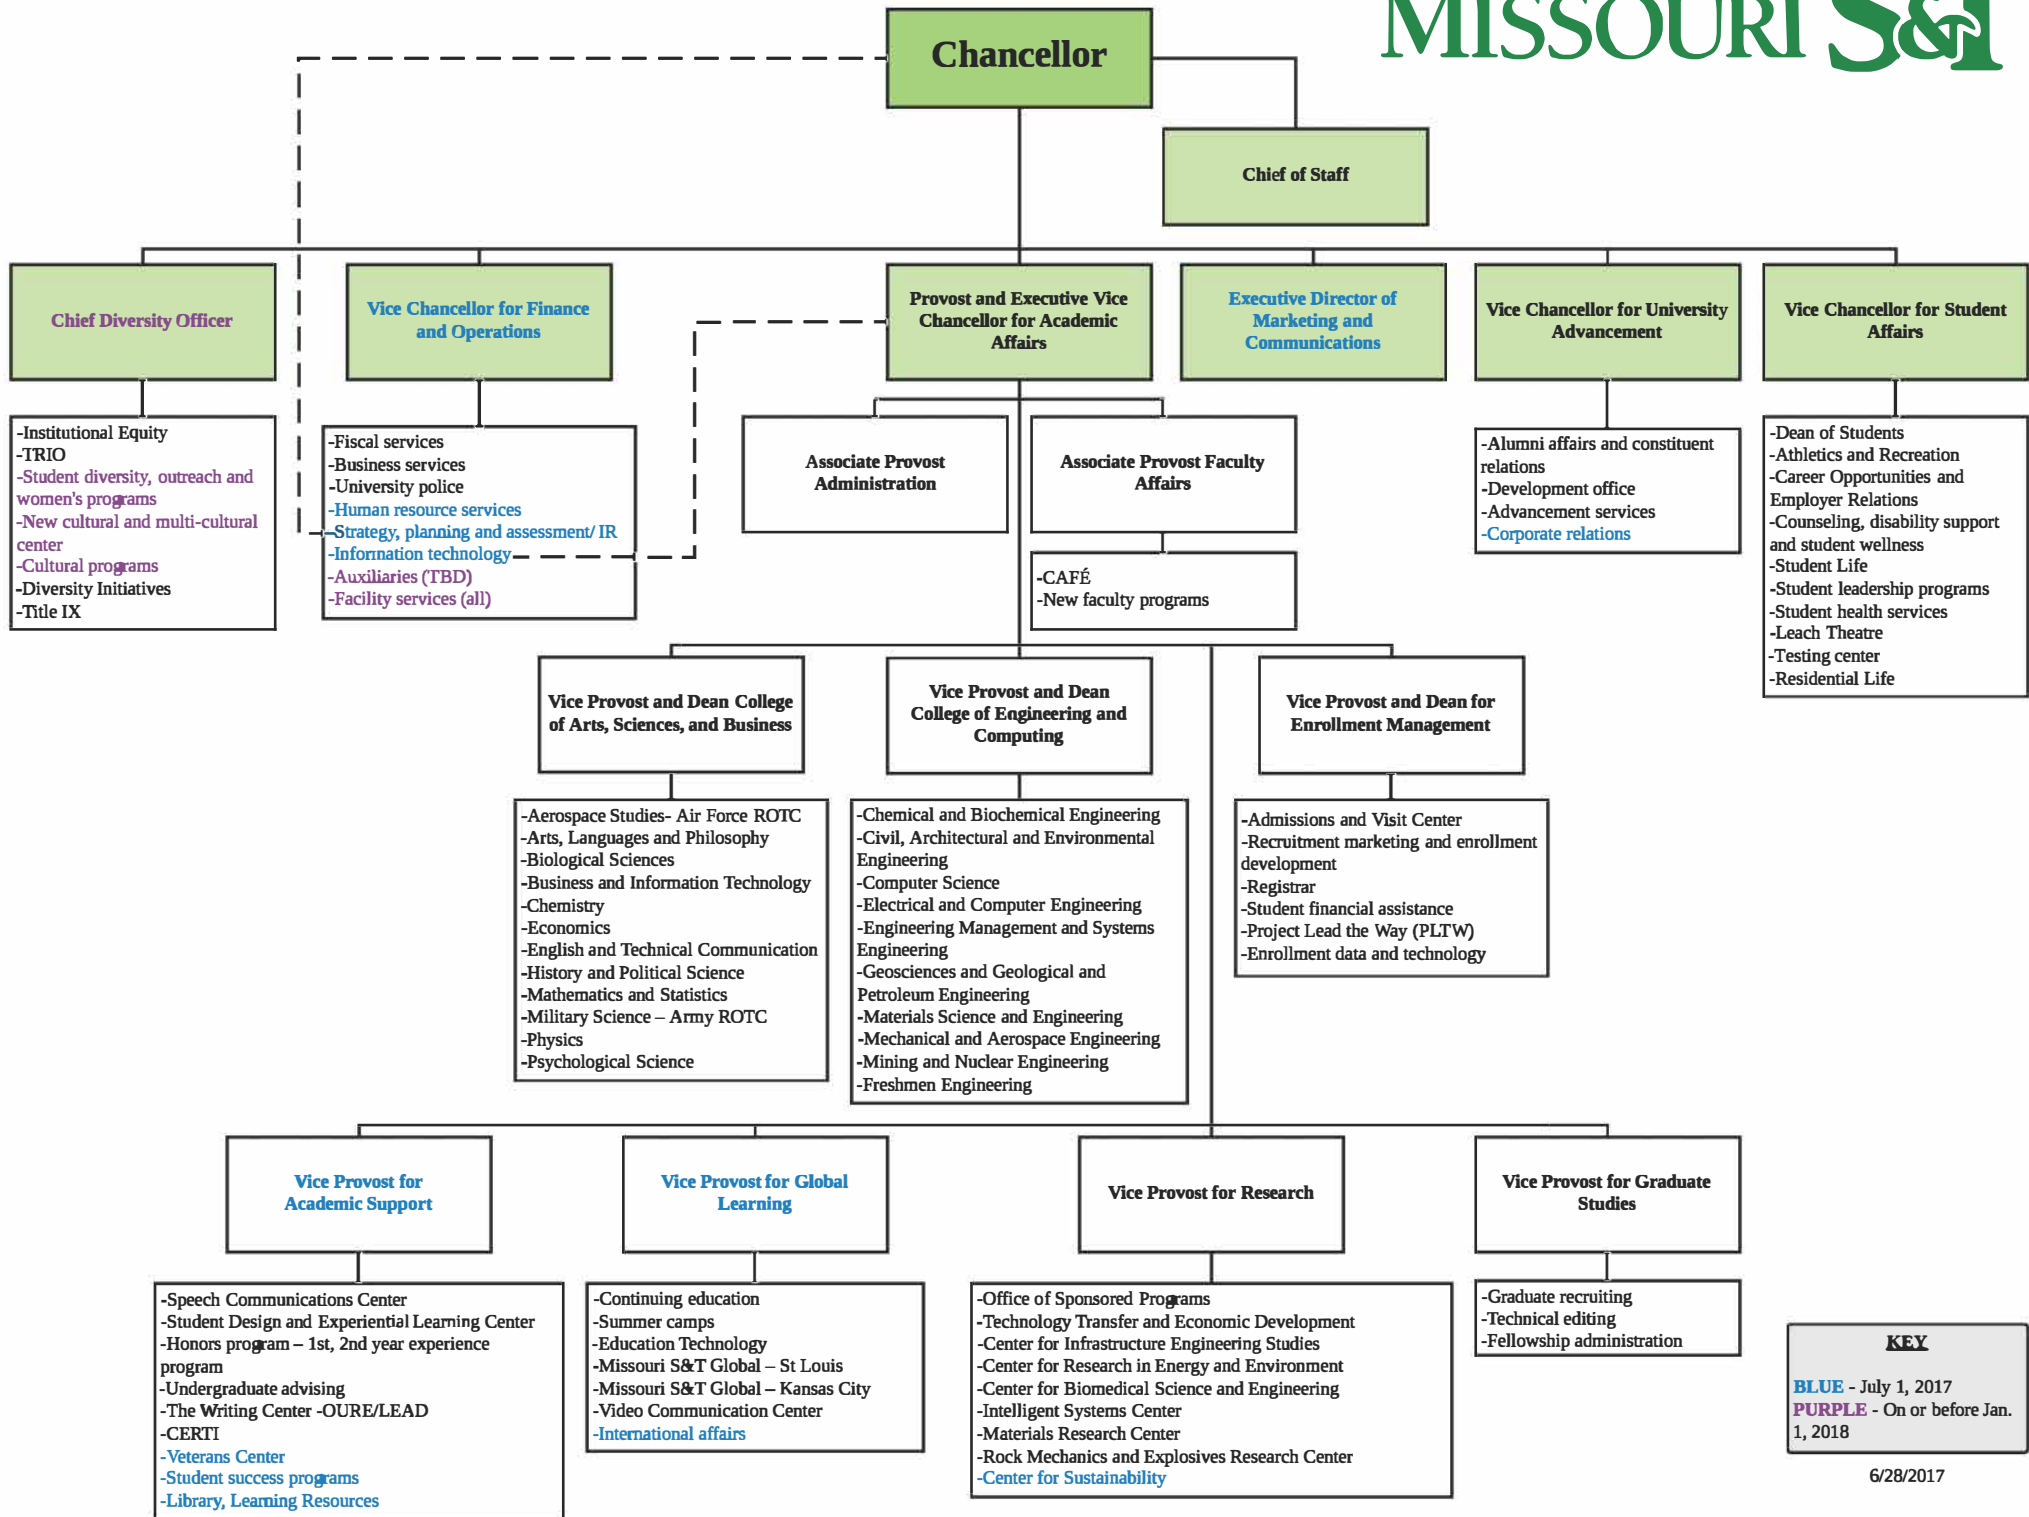 MISSOURI S&T
Chancellor
Chief of Staff
Chief Diversity Officer
Vice Chancellor for Finance
and Operations
Provost and Executive Vice
Chancellor for Academic
Affairs
Executive Director of
Marketing and
Communications
Vice Chancellor for University
Advancement
Vice Chancellor for Student
Affairs
-Institutional Equity
-TRIO
-Student diversity, outreach and
women's programs
-New cultural and multi-cultural
center
-Cultural programs
-Diversity Initiatives
-Title IX
-Fiscal services
-Business services
-University police
-Human resource services
-Strategy, planning and assessment/ IR
-Information technology
-Auxiliaries (TBD)
-Facility services (all)
Associate Provost
Administration
Associate Provost Faculty
Affairs
-CAFÉ
-New faculty programs
-Alumni affairs and constituent
relations
-Development office
-Advancement services
-Corporate relations
-Dean of Students
-Athletics and Recreation
-Career Opportunities and
Employer Relations
-Counseling, disability support
and student wellness
-Student Life
-Student leadership programs
-Student health services
-Leach Theatre
-Testing center
-Residential Life
Vice Provost and Dean College
of Arts, Sciences, and Business
Vice Provost and Dean
College of Engineering and
Computing
Vice Provost and Dean for
Enrollment Management
-Aerospace Studies- Air Force ROTC
-Arts, Languages and Philosophy
-Biological Sciences
-Business and Information Technology
-Chemistry
-Economics
-English and Technical Communication
-History and Political Science
-Mathematics and Statistics
-Military Science – Army ROTC
-Physics
-Psychological Science
-Chemical and Biochemical Engineering
-Civil, Architectural and Environmental
Engineering
-Computer Science
-Electrical and Computer Engineering
-Engineering Management and Systems
Engineering
-Geosciences and Geological and
Petroleum Engineering
-Materials Science and Engineering
-Mechanical and Aerospace Engineering
-Mining and Nuclear Engineering
-Freshmen Engineering
-Admissions and Visit Center
-Recruitment marketing and enrollment
development
-Registrar
-Student financial assistance
-Project Lead the Way (PLTW)
-Enrollment data and technology
Vice Provost for
Academic Support
Vice Provost for Global
Learning
Vice Provost for Research
Vice Provost for Graduate
Studies
-Speech Communications Center
-Student Design and Experiential Learning Center
-Honors program – 1st, 2nd year experience
program
-Undergraduate advising
-The Writing Center -OURE/LEAD
-CERTI
-Veterans Center
-Student success programs
-Library, Learning Resources
-Continuing education
-Summer camps
-Education Technology
-Missouri S&T Global – St Louis
-Missouri S&T Global – Kansas City
-Video Communication Center
-International affairs
-Office of Sponsored Programs
-Technology Transfer and Economic Development
-Center for Infrastructure Engineering Studies
-Center for Research in Energy and Environment
-Center for Biomedical Science and Engineering
-Intelligent Systems Center
-Materials Research Center
-Rock Mechanics and Explosives Research Center
-Center for Sustainability
-Graduate recruiting
-Technical editing
-Fellowship administration
KEY
BLUE - July 1, 2017
PURPLE - On or before Jan.
1, 2018
6/28/2017